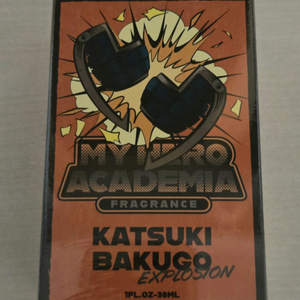 MY HERO
ACADEMIA
FRAGRANCE
KATSUKI
BAKUGO
EXPLOSION
1FL.OZ-30ML